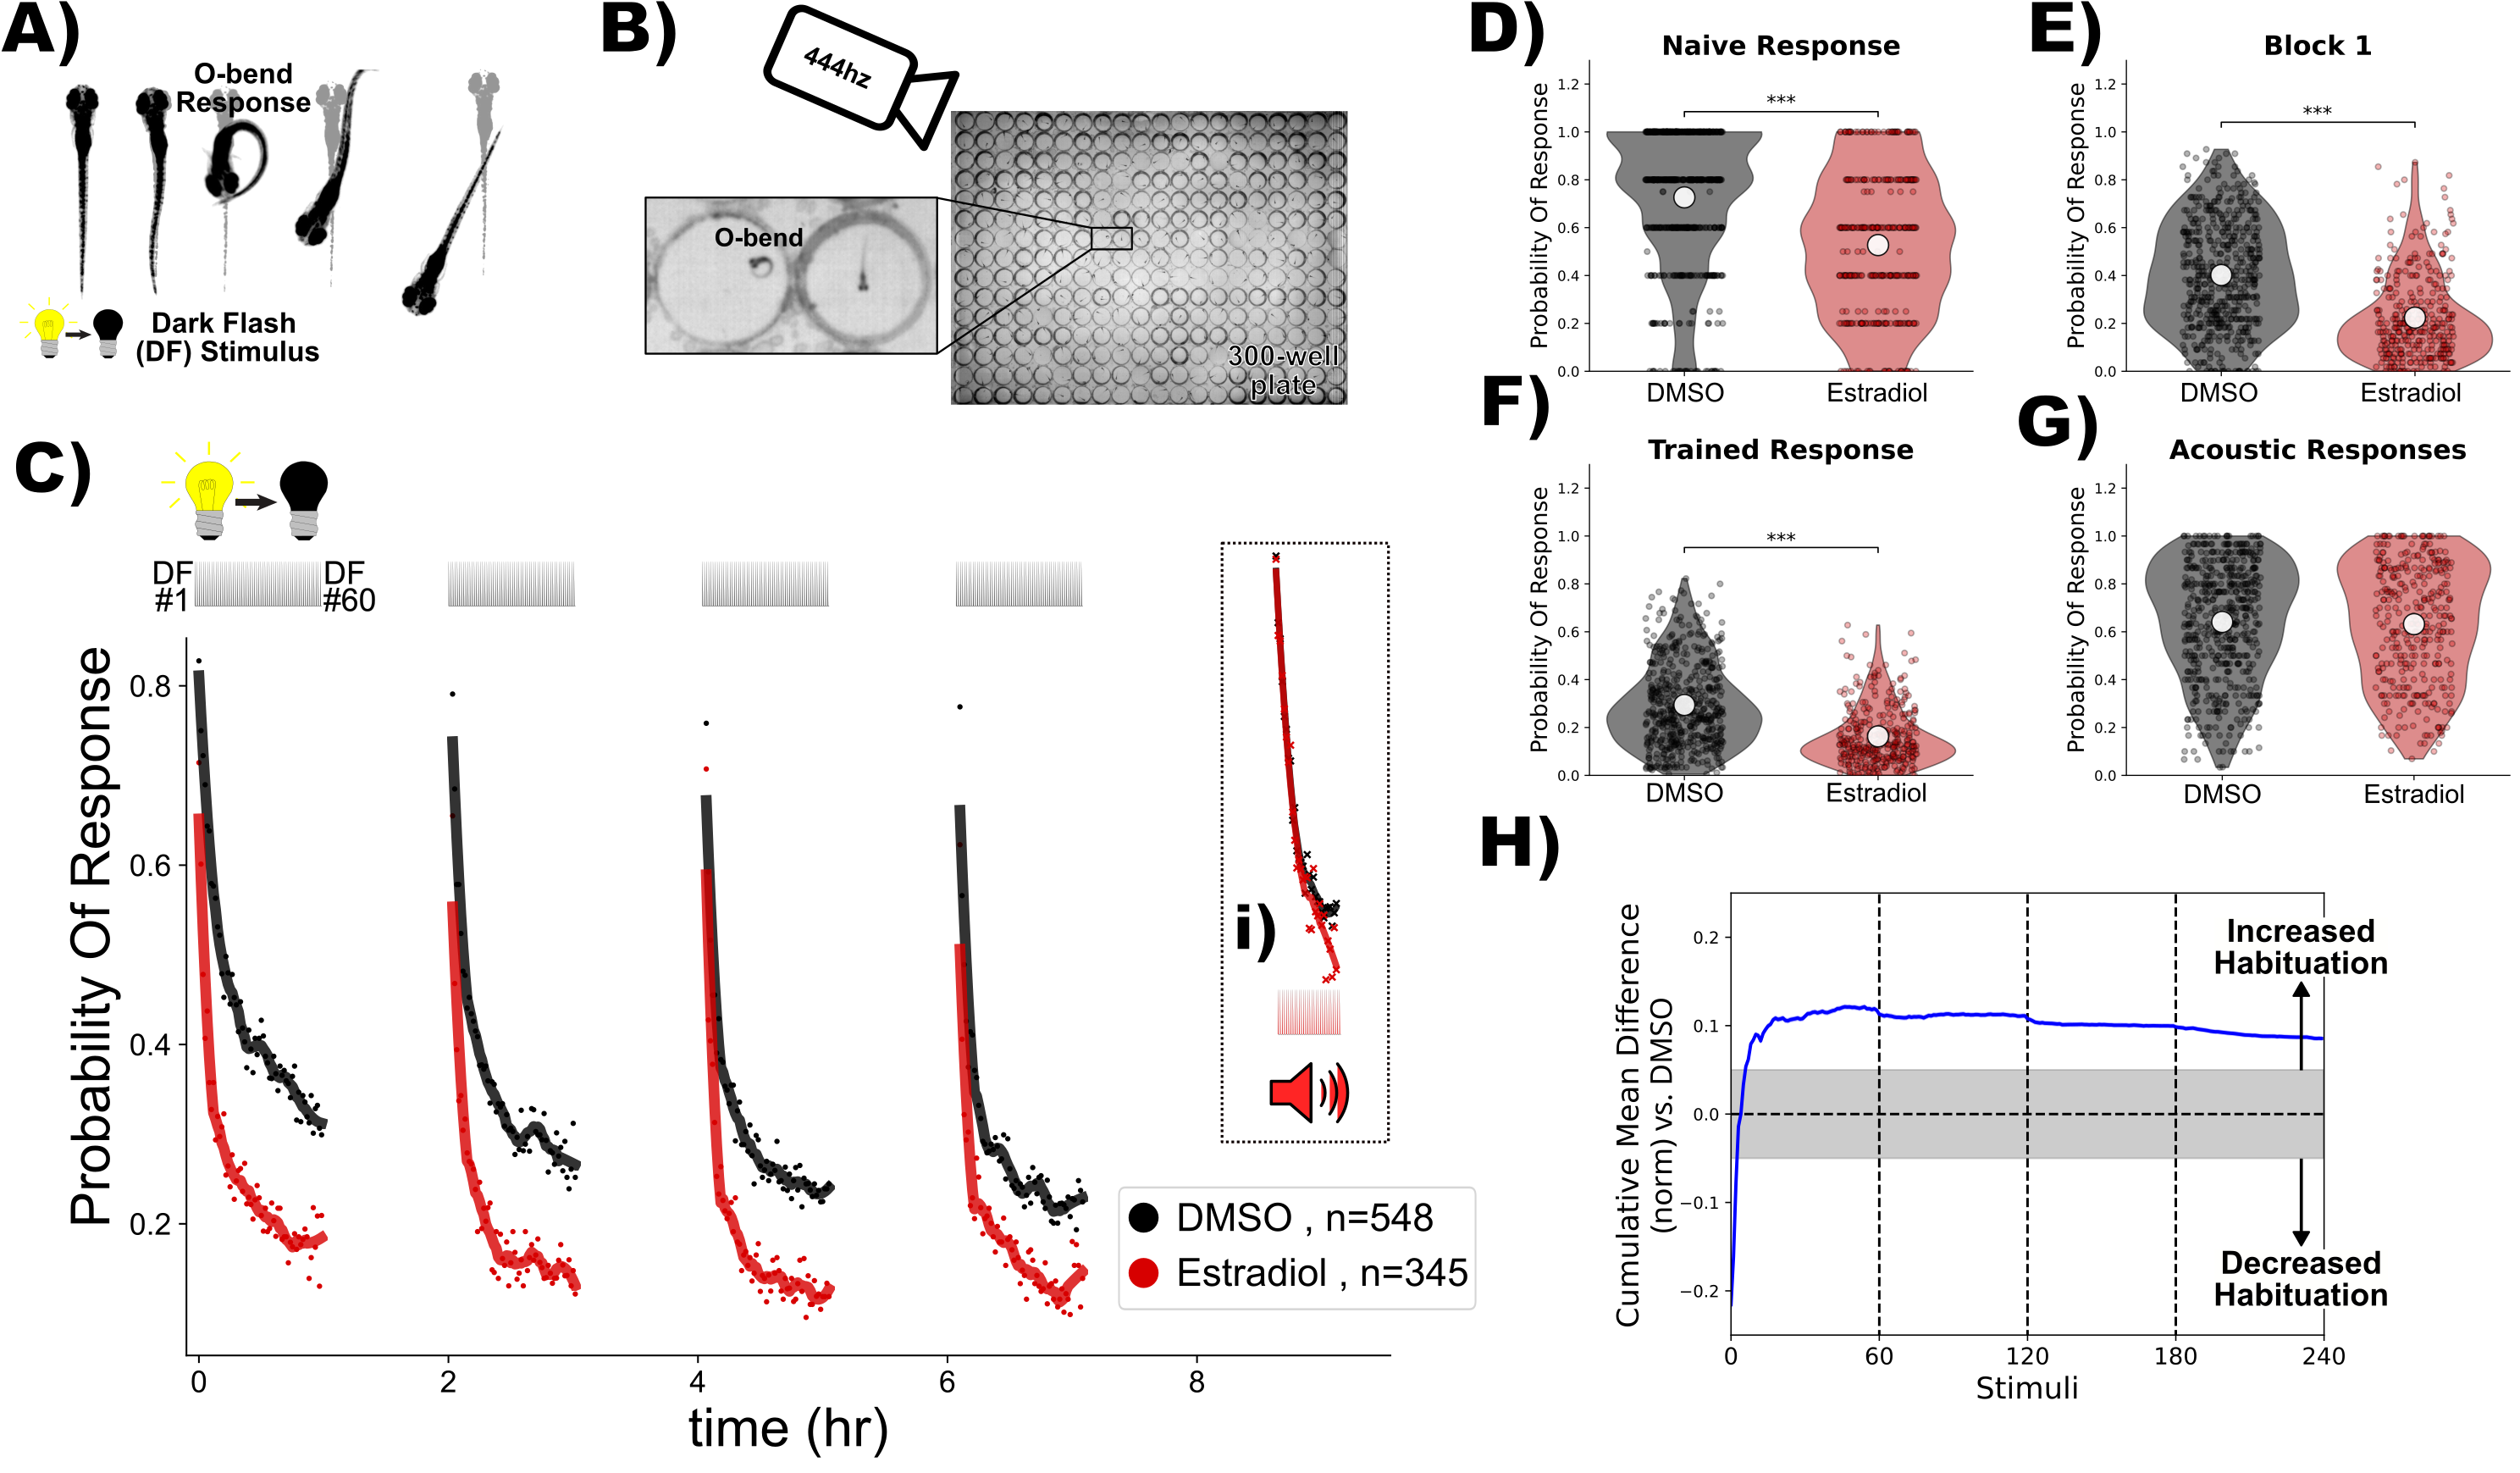 A)
O-bend
Response
Dark Flash
(DF) Stimulus
B)
444hz
O-bend
300-well
plate
C)
DF
#1
DF
#60
Probability Of Response
0.8
0.6
0.4
0.2
0
2
4
6
8
time (hr)
i)
DMSO , n=548
Estradiol , n=345
D)
Naive Response
Probability Of Response
1.2
1.0
0.8
0.6
0.4
0.2
0.0
***
DMSO
Estradiol
E)
Block 1
Probability Of Response
1.2
1.0
0.8
0.6
0.4
0.2
0.0
***
DMSO
Estradiol
F)
Trained Response
Probability Of Response
1.2
1.0
0.8
0.6
0.4
0.2
0.0
***
DMSO
Estradiol
G)
Acoustic Responses
Probability Of Response
1.2
1.0
0.8
0.6
0.4
0.2
0.0
DMSO
Estradiol
H)
Cumulative Mean Difference
(norm) vs. DMSO
0.2
0.1
0.0
−0.1
−0.2
Increased
Habituation
Decreased
Habituation
0
60
120
180
240
Stimuli